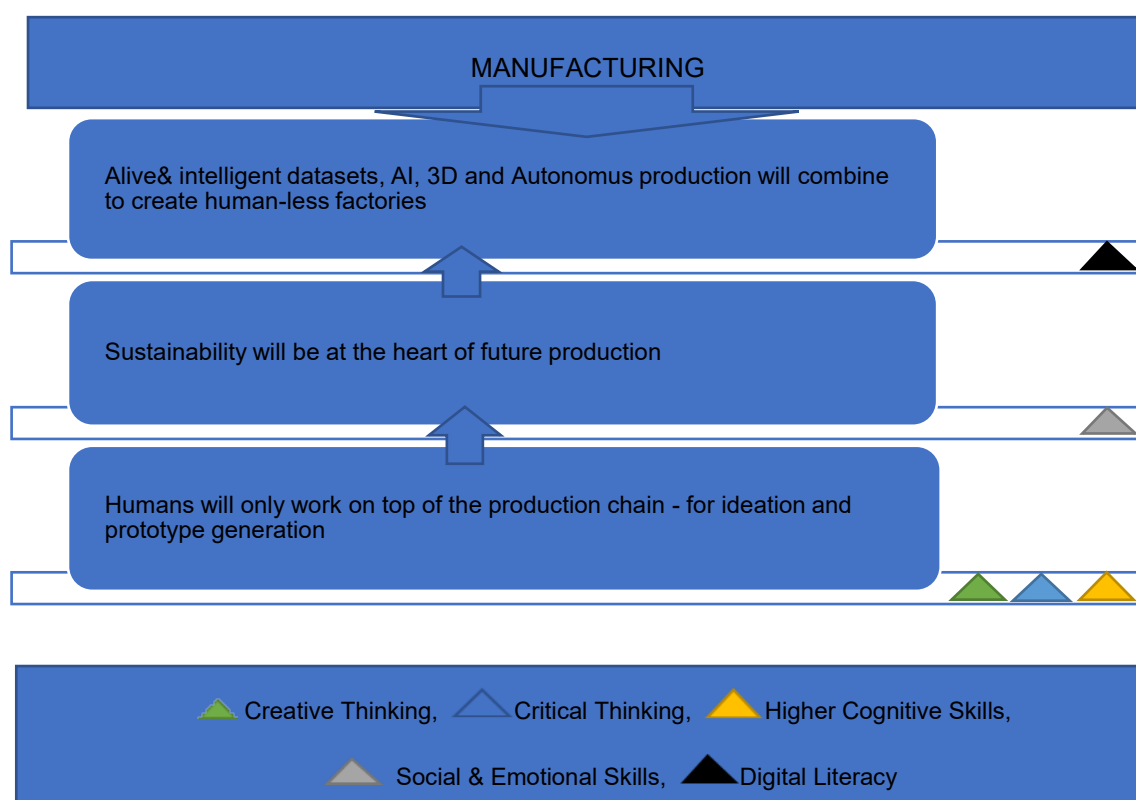 MANUFACTURING
Alive& intelligent datasets, AI, 3D and Autonomus production will combine
to create human-less factories
Sustainability will be at the heart of future production
Humans will only work on top of the production chain - for ideation and
prototype generation
Creative Thinking, Critical Thinking, Higher Cognitive Skills,
Social & Emotional Skills, Digital Literacy